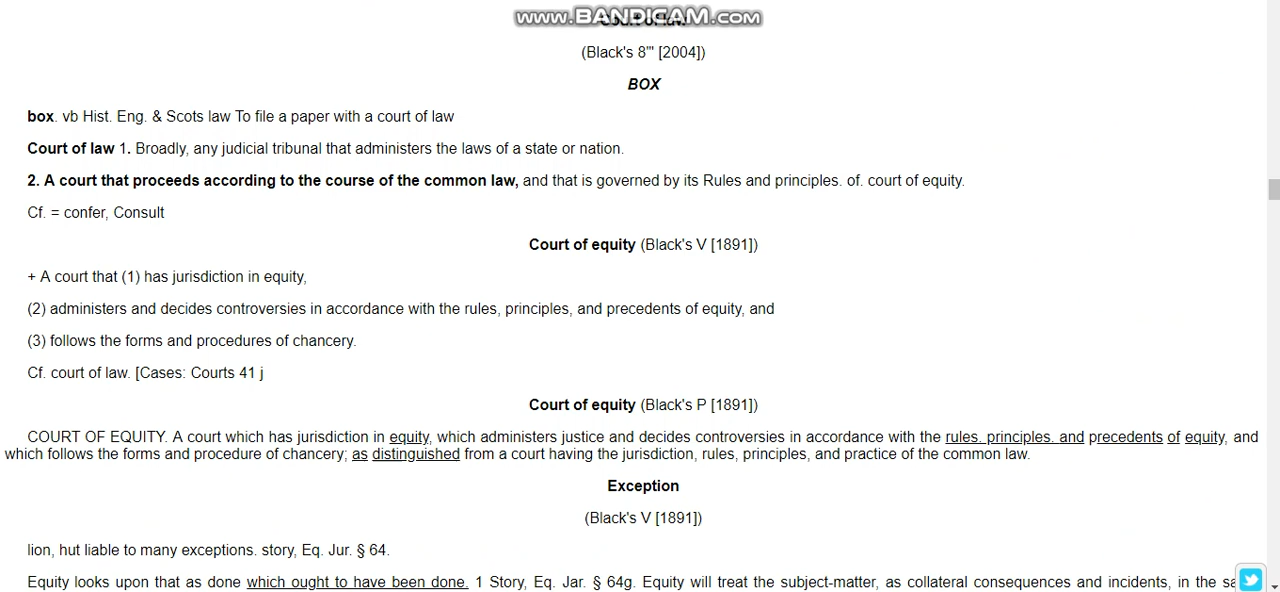 www.BANDICAM.com
Court of law
(Black's 8"' [2004])
BOX
box. vb Hist. Eng. & Scots law To file a paper with a court of law
Court of law 1. Broadly, any judicial tribunal that administers the laws of a state or nation.
2. A court that proceeds according to the course of the common law, and that is governed by its Rules and principles. of. court of equity.
Cf. = confer, Consult
Court of equity (Black's V [1891])
+ A court that (1) has jurisdiction in equity,
(2) administers and decides controversies in accordance with the rules, principles, and precedents of equity, and
(3) follows the forms and procedures of chancery.
Cf. court of law. [Cases: Courts 41 j
Court of equity (Black's P [1891])
COURT OF EQUITY. A court which has jurisdiction in equity, which administers justice and decides controversies in accordance with the rules. principles. and precedents of equity, and
which follows the forms and procedure of chancery; as distinguished from a court having the jurisdiction, rules, principles, and practice of the common law.
Exception
(Black's V [1891])
lion, hut liable to many exceptions. story, Eq. Jur. § 64.
Equity looks upon that as done which ought to have been done. 1 Story, Eq. Jar. § 64g. Equity will treat the subject-matter, as collateral consequences and incidents, in the